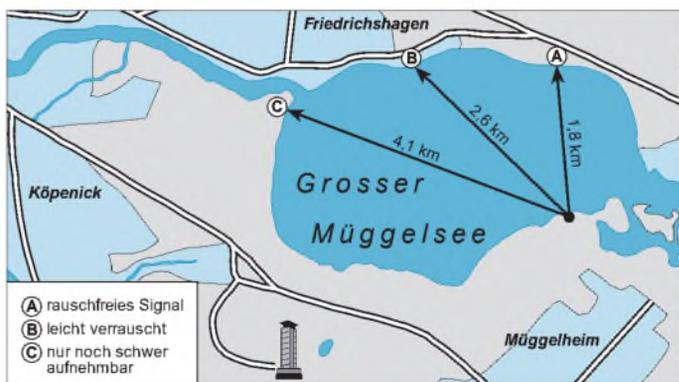 Friedrichshagen
B
A
C
2,6 km
1,8 km
4,1 km
Grosser
Müggelsee
Köpenick
A rauschfreies Signal
B leicht verrauscht
C nur noch schwer
aufnehmbar
Müggelheim